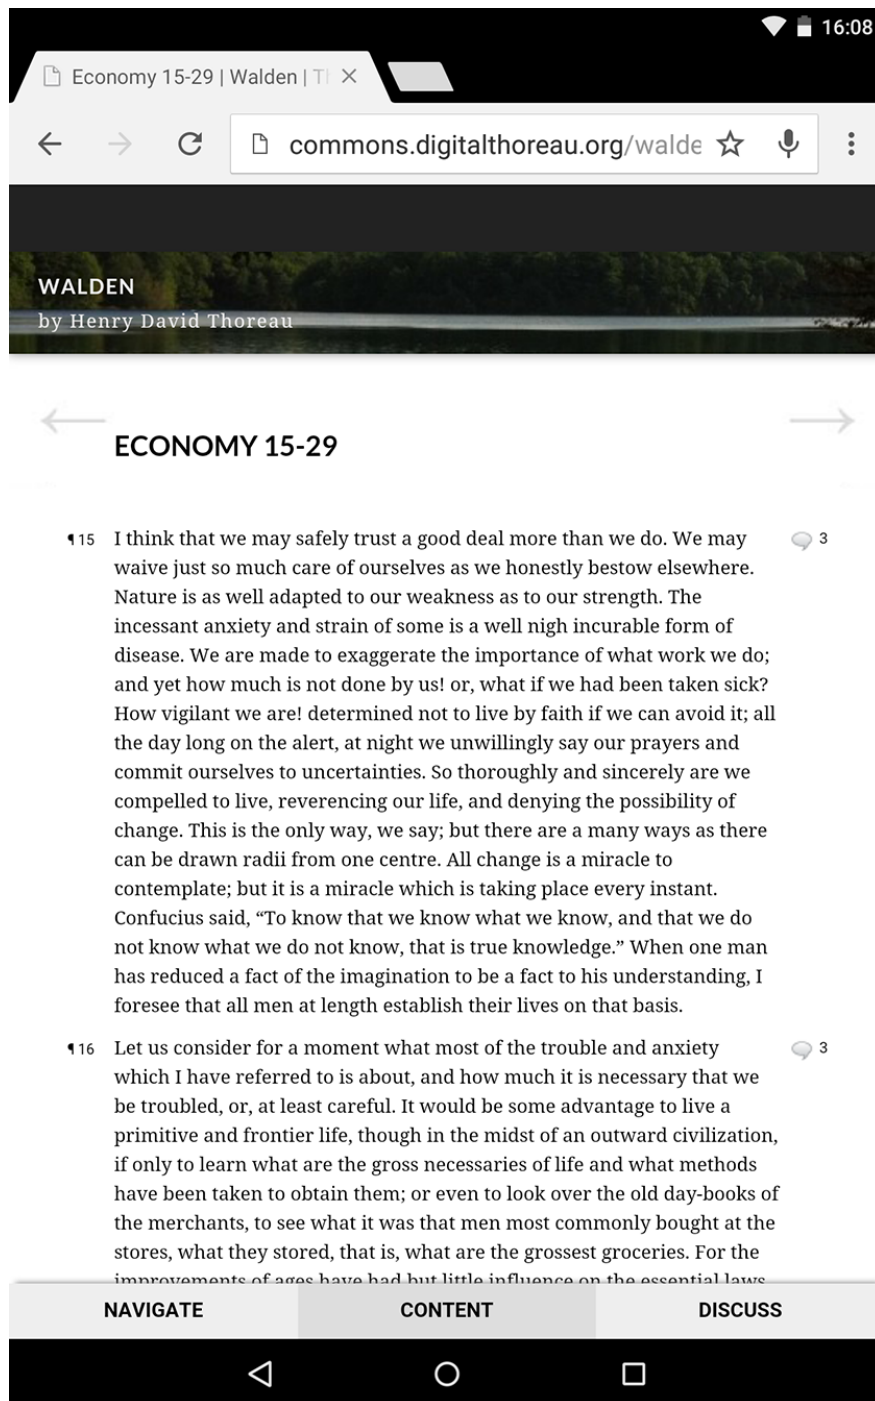 16:08
Economy 15-29 | Walden | Th
commons.digitalthoreau.org/walde
WALDEN
by Henry David Thoreau
ECONOMY 15-29
¶15 I think that we may safely trust a good deal more than we do. We may 3
waive just so much care of ourselves as we honestly bestow elsewhere.
Nature is as well adapted to our weakness as to our strength. The
incessant anxiety and strain of some is a well nigh incurable form of
disease. We are made to exaggerate the importance of what work we do;
and yet how much is not done by us! or, what if we had been taken sick?
How vigilant we are! determined not to live by faith if we can avoid it; all
the day long on the alert, at night we unwillingly say our prayers and
commit ourselves to uncertainties. So thoroughly and sincerely are we
compelled to live, reverencing our life, and denying the possibility of
change. This is the only way, we say; but there are a many ways as there
can be drawn radii from one centre. All change is a miracle to
contemplate; but it is a miracle which is taking place every instant.
Confucius said, “To know that we know what we know, and that we do
not know what we do not know, that is true knowledge.” When one man
has reduced a fact of the imagination to be a fact to his understanding, I
foresee that all men at length establish their lives on that basis.
¶16 Let us consider for a moment what most of the trouble and anxiety 3
which I have referred to is about, and how much it is necessary that we
be troubled, or, at least careful. It would be some advantage to live a
primitive and frontier life, though in the midst of an outward civilization,
if only to learn what are the gross necessaries of life and what methods
have been taken to obtain them; or even to look over the old day-books of
the merchants, to see what it was that men most commonly bought at the
stores, what they stored, that is, what are the grossest groceries. For the
improvements of ages have had but little influence on the essential laws
NAVIGATE CONTENT DISCUSS